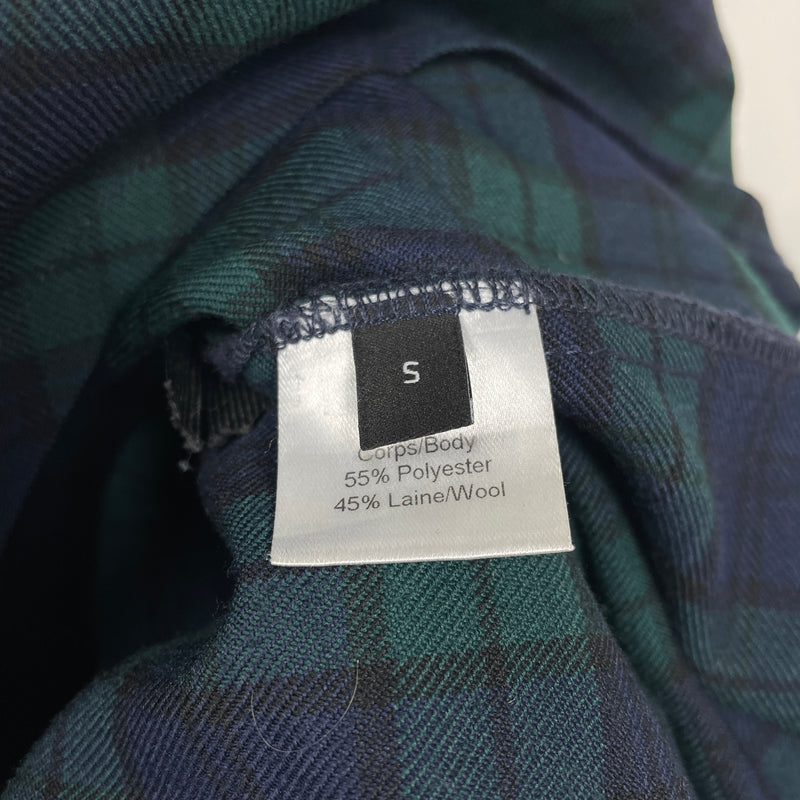 S
Corps/Body
55% Polyester
45% Laine/Wool